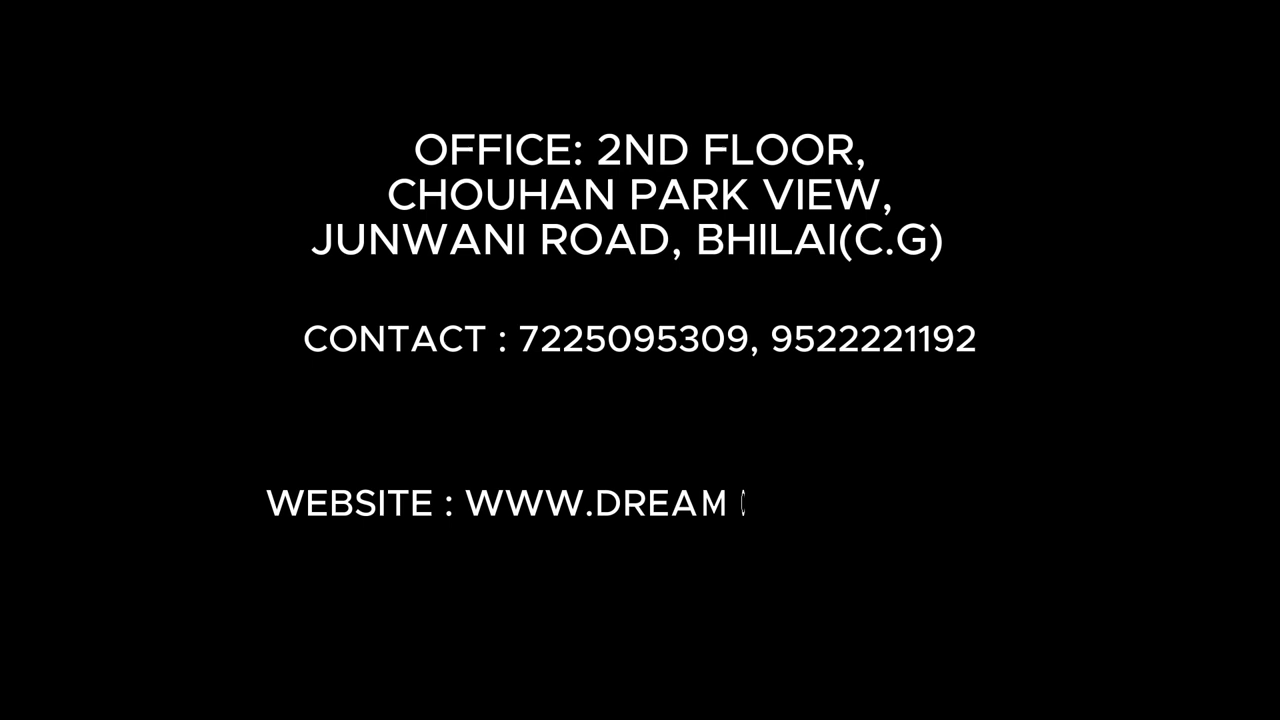 OFFICE: 2ND FLOOR,
CHOUHAN PARK VIEW,
JUNWANI ROAD, BHILAI(C.G)
CONTACT : 7225095309, 9522221192
WEBSITE : WWW.DREAM